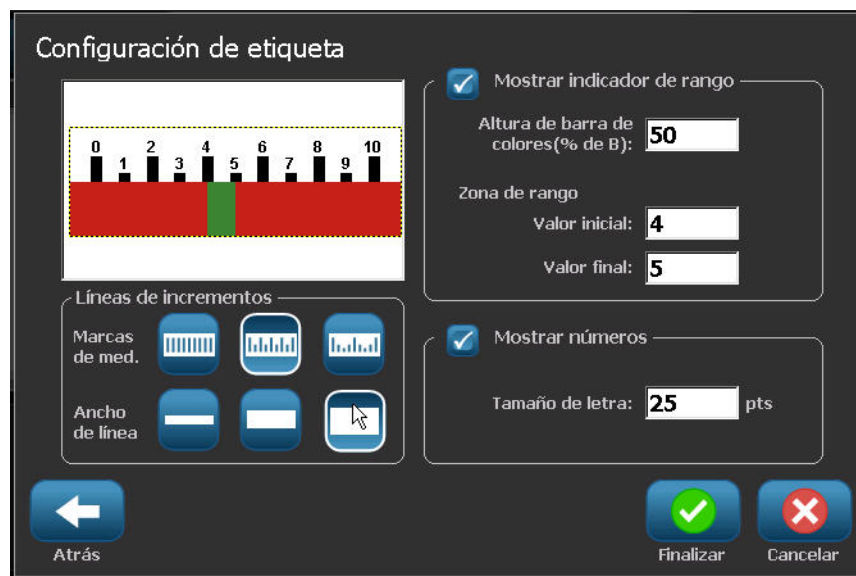 Configuración de etiqueta
0 2 4 6 8 10
1 3 5 7 9
Líneas de incrementos
Marcas
de med.
Ancho
de línea
Mostrar indicador de rango
Altura de barra de
colores(% de B): 50
Zona de rango
Valor inicial: 4
Valor final: 5
Mostrar números
Tamaño de letra: 25 pts
Atrás
Finalizar
Cancelar